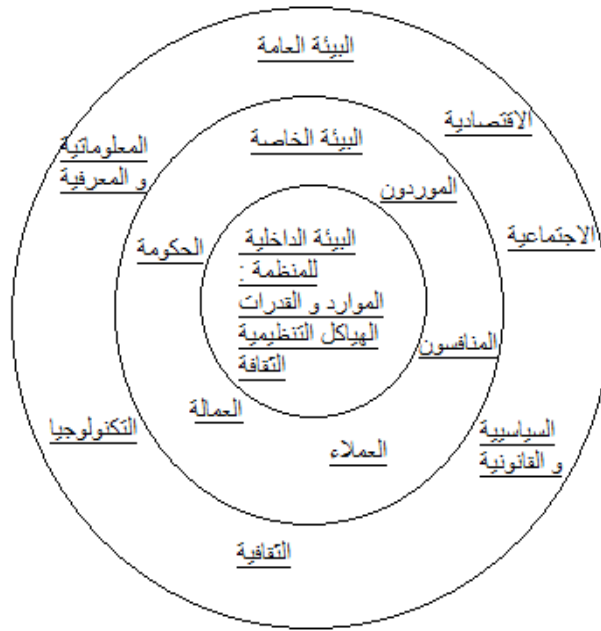 البيئة العامة
الاقتصادية
المعلوماتية
و المعرفية
البيئة الخاصة
الموردون
الاجتماعية
الحكومة
البيئة الداخلية
للمنظمة :
الموارد و القدرات
الهياكل التنظيمية
الثقافة
المنافسون
العمالة
التكنولوجيا
السياسيية
و القانونية
العملاء
الثقافية